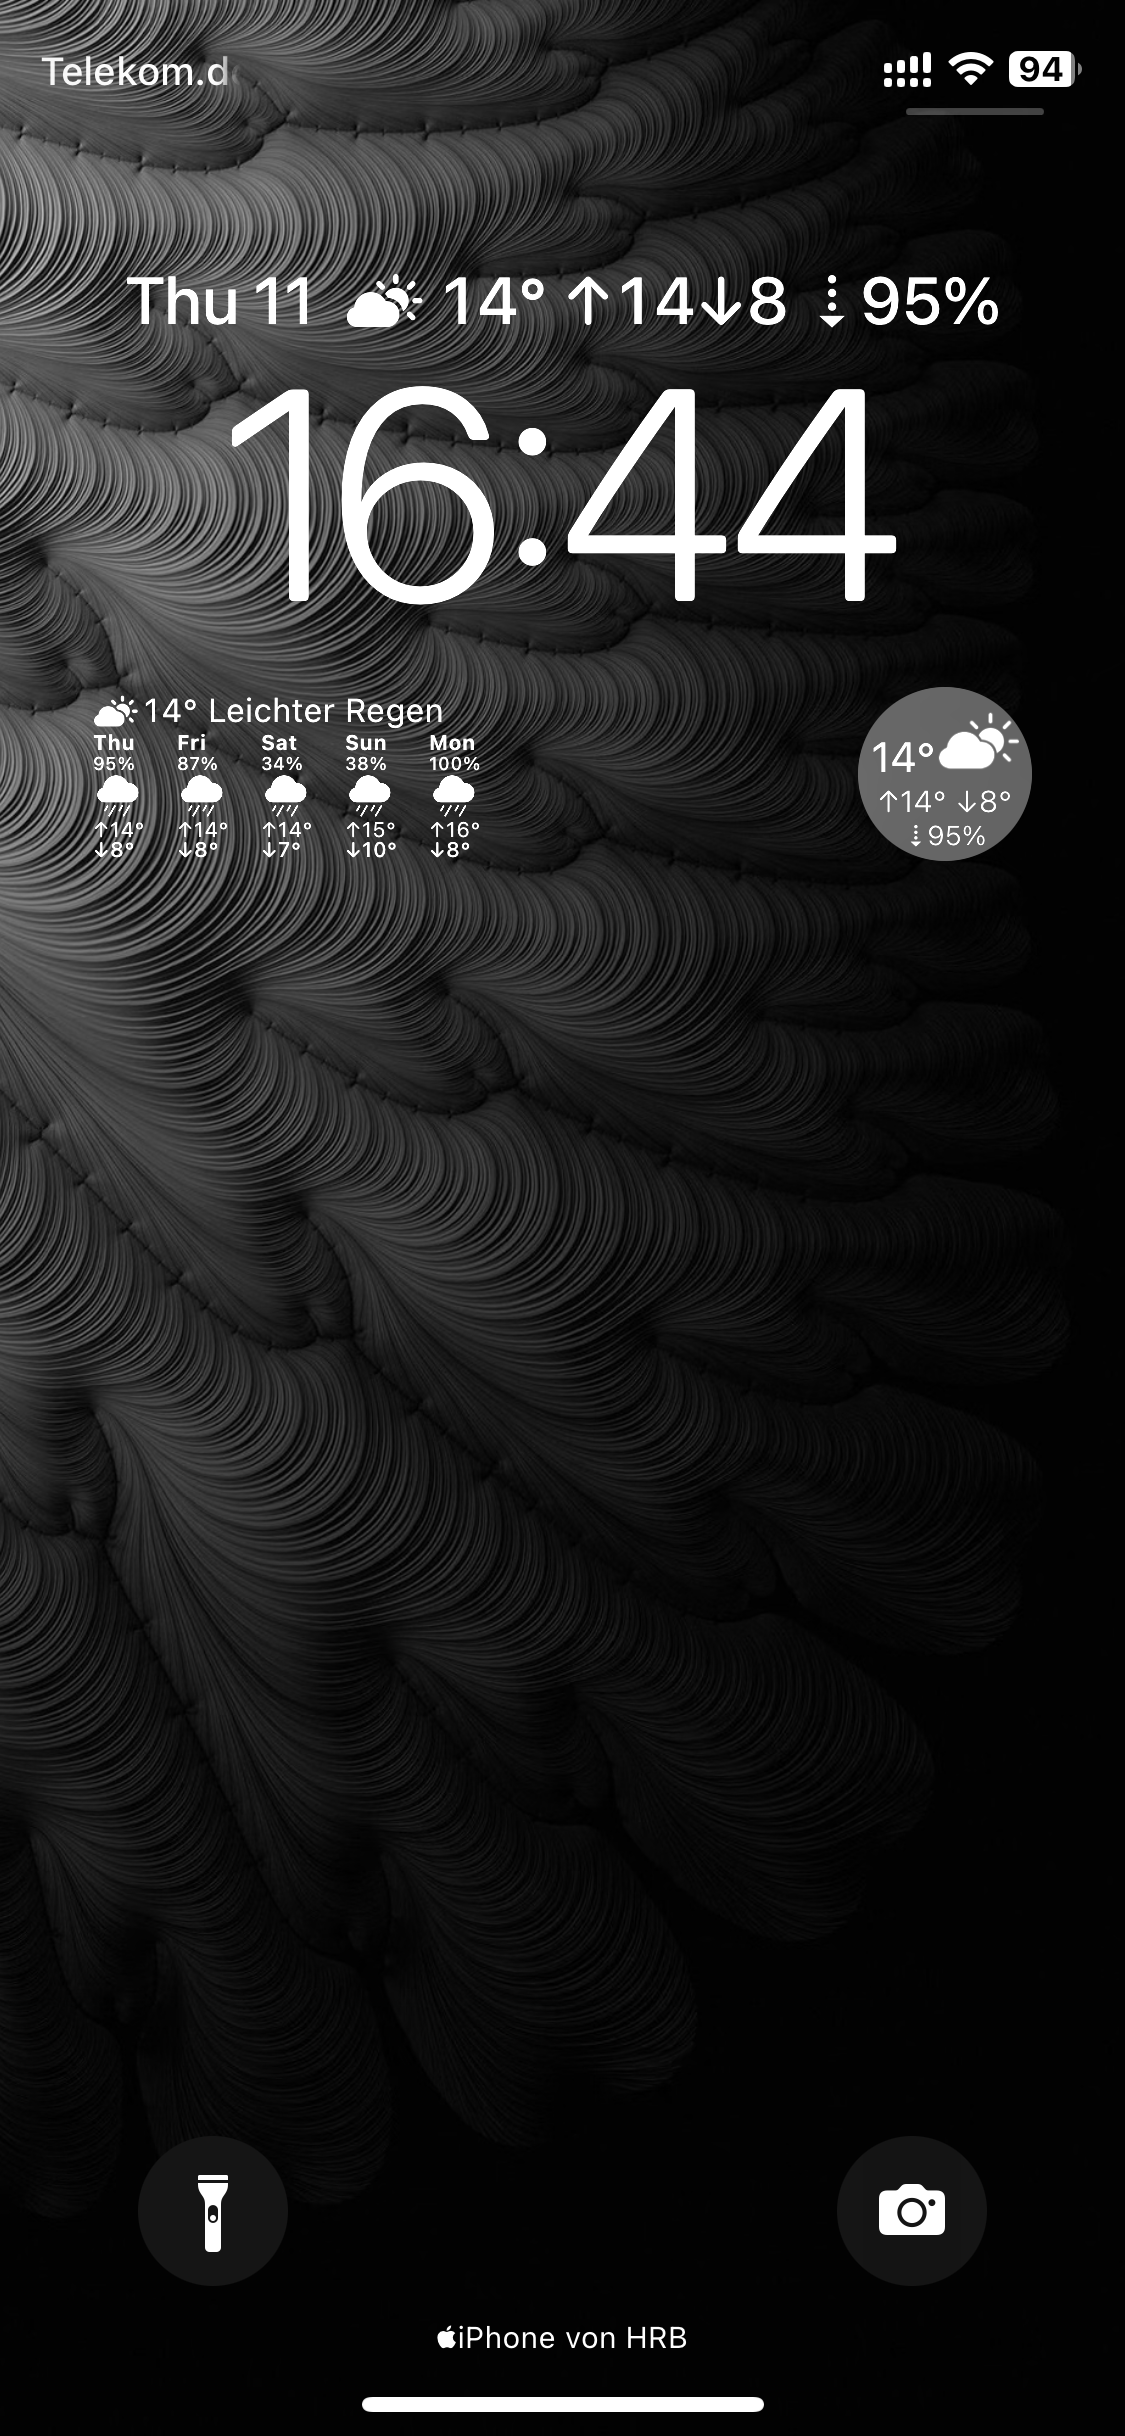 Telekom.d
94
Thu 11 14° ↑14↓8 95%
16:44
14° Leichter Regen
Thu Fri Sat Sun Mon
95% 87% 34% 38% 100%
↑14° ↑14° ↑14° ↑15° ↑16°
↓8° ↓8° ↓7° ↓10° ↓8°
14°
↑14° ↓8°
95%
iPhone von HRB